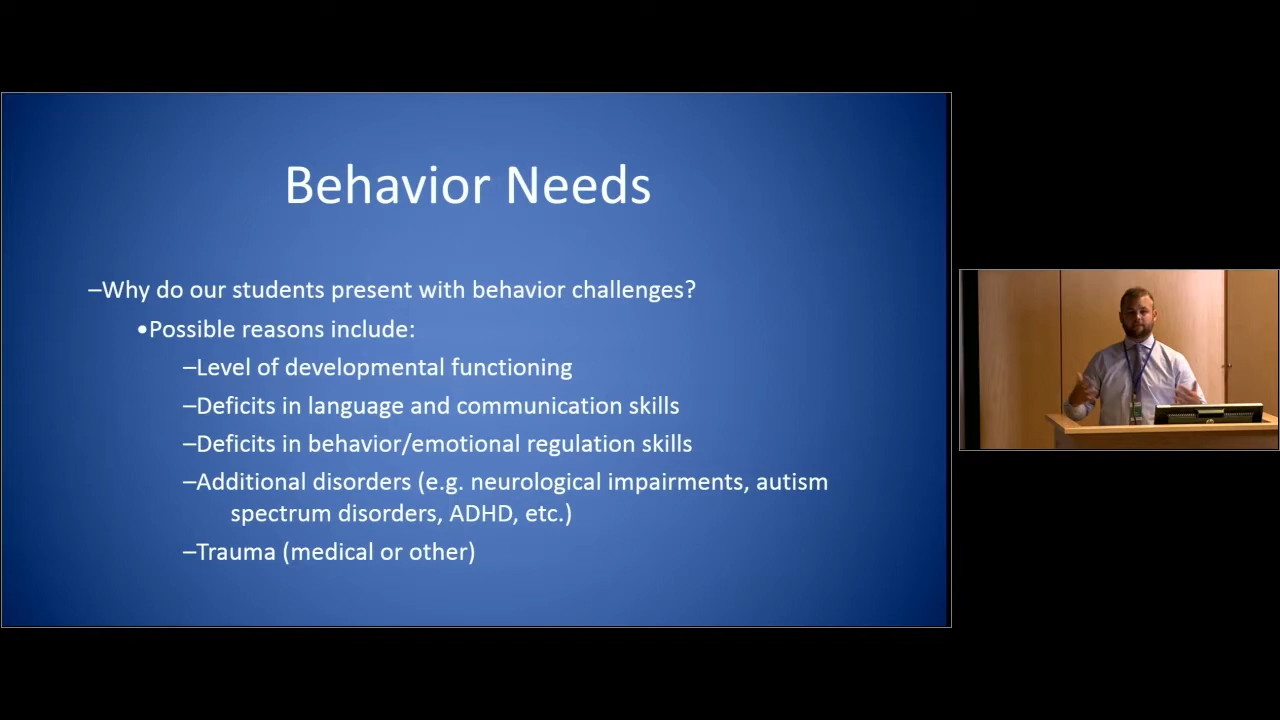 Behavior Needs
–Why do our students present with behavior challenges?
•Possible reasons include:
–Level of developmental functioning
–Deficits in language and communication skills
–Deficits in behavior/emotional regulation skills
–Additional disorders (e.g. neurological impairments, autism
spectrum disorders, ADHD, etc.)
–Trauma (medical or other)